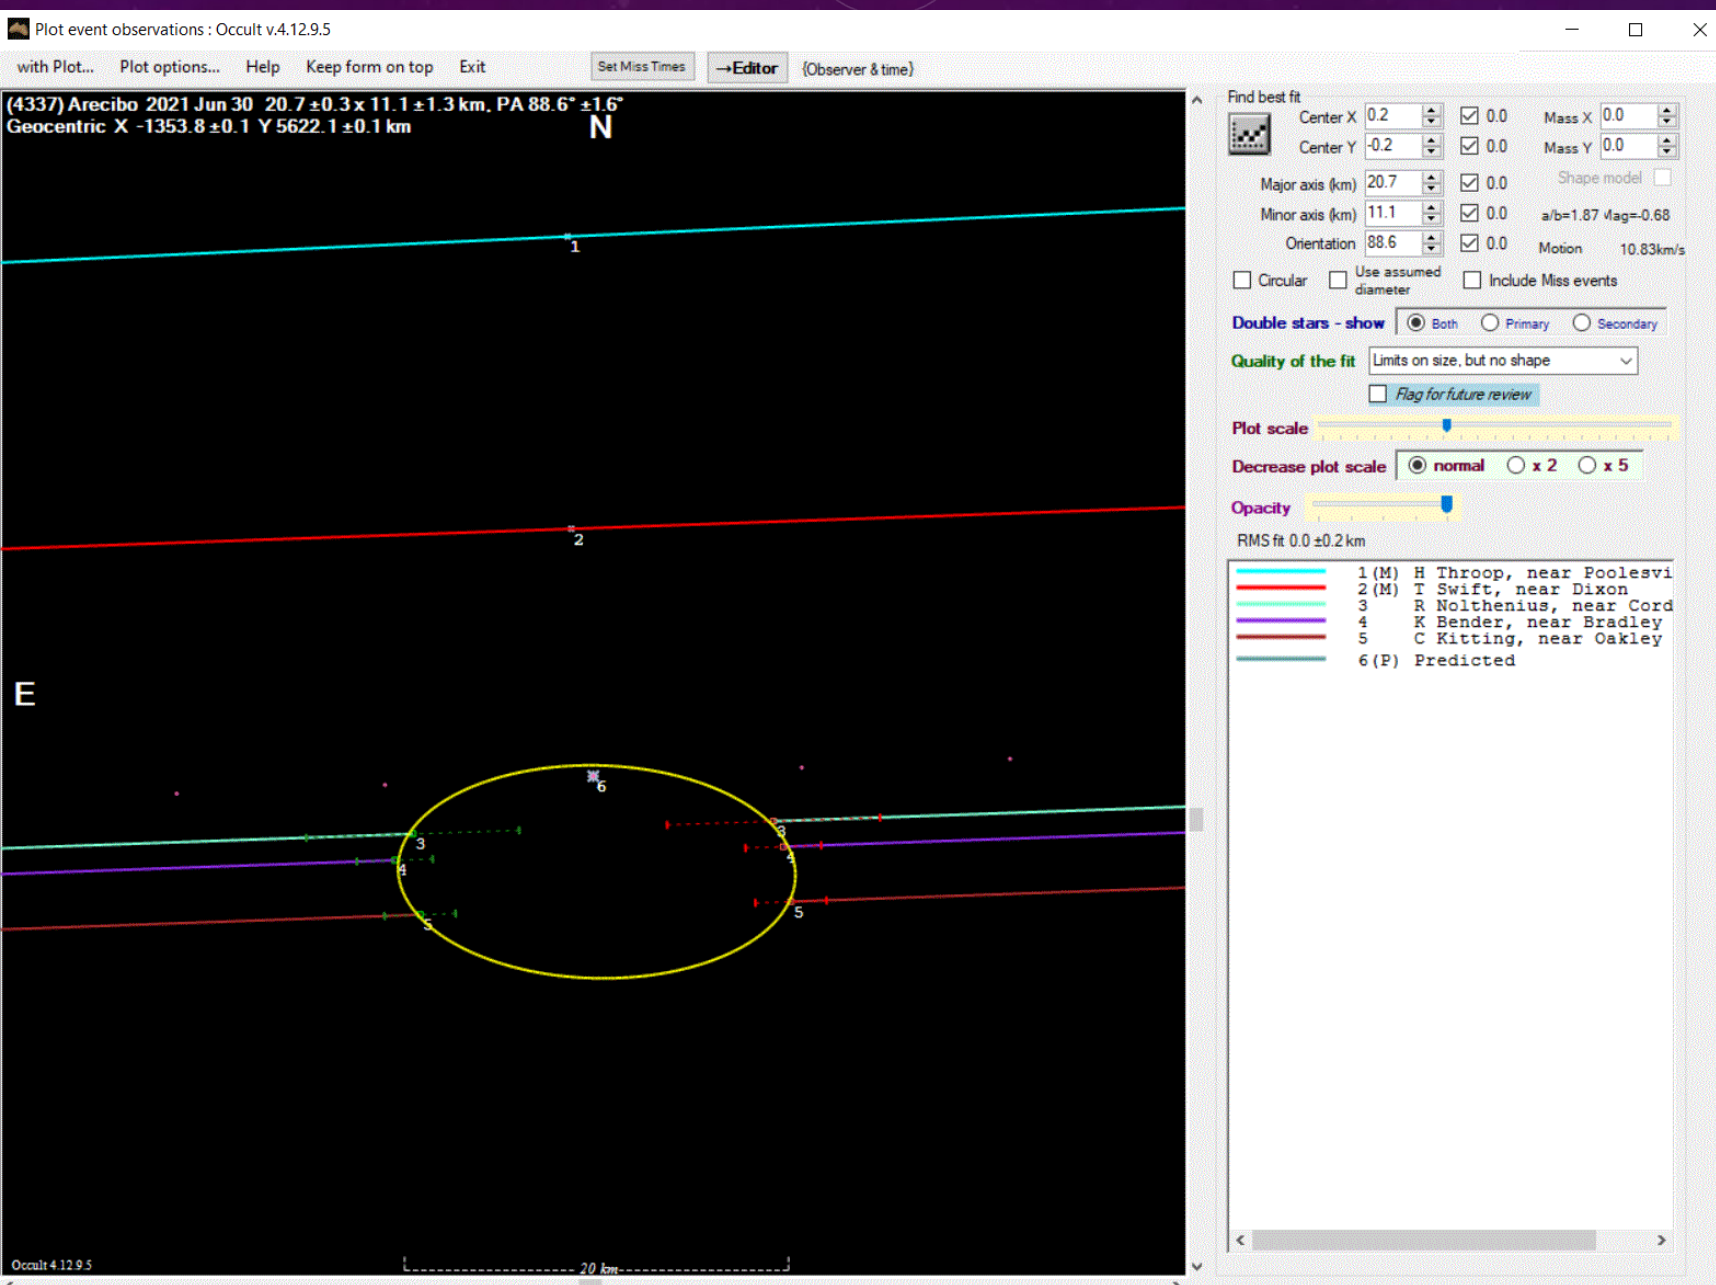 Plot event observations : Occult v.4.12.9.5
with Plot... Plot options... Help Keep form on top Exit Set Miss Times →Editor {Observer & time}
(4337) Arecibo 2021 Jun 30 20.7 ±0.3 x 11.1 ±1.3 km, PA 88.6° ±1.6°
Geocentric X -1353.8 ±0.1 Y 5622.1 ±0.1 km
N
1
2
E
6
3
3
4
4
5
5
Occult 4.12.9.5
20 km
Find best fit
Center X 0.2 0.0 Mass X 0.0
Center Y -0.2 0.0 Mass Y 0.0
Major axis (km) 20.7 0.0 Shape model
Minor axis (km) 11.1 0.0 a/b=1.87 Mag=-0.68
Orientation 88.6 0.0 Motion 10.83km/s
Circular Use assumed diameter Include Miss events
Double stars - show Both Primary Secondary
Quality of the fit Limits on size, but no shape
Flag for future review
Plot scale
Decrease plot scale normal x 2 x 5
Opacity
RMS fit 0.0 ±0.2 km
1(M) H Throop, near Poolesvi
2(M) T Swift, near Dixon
3 R Nolthenius, near Cord
4 K Bender, near Bradley
5 C Kitting, near Oakley
6(P) Predicted